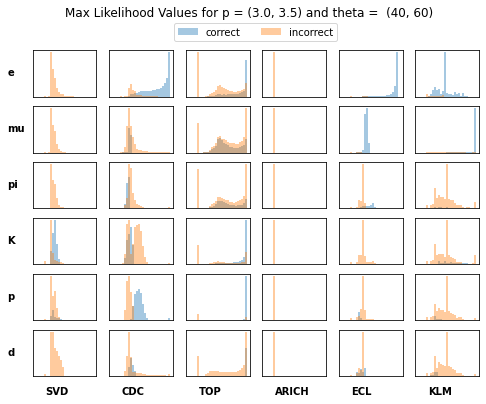 Max Likelihood Values for p = (3.0, 3.5) and theta =  (40, 60)
correct incorrect
e
mu
pi
K
p
d
SVD CDC TOP ARICH ECL KLM